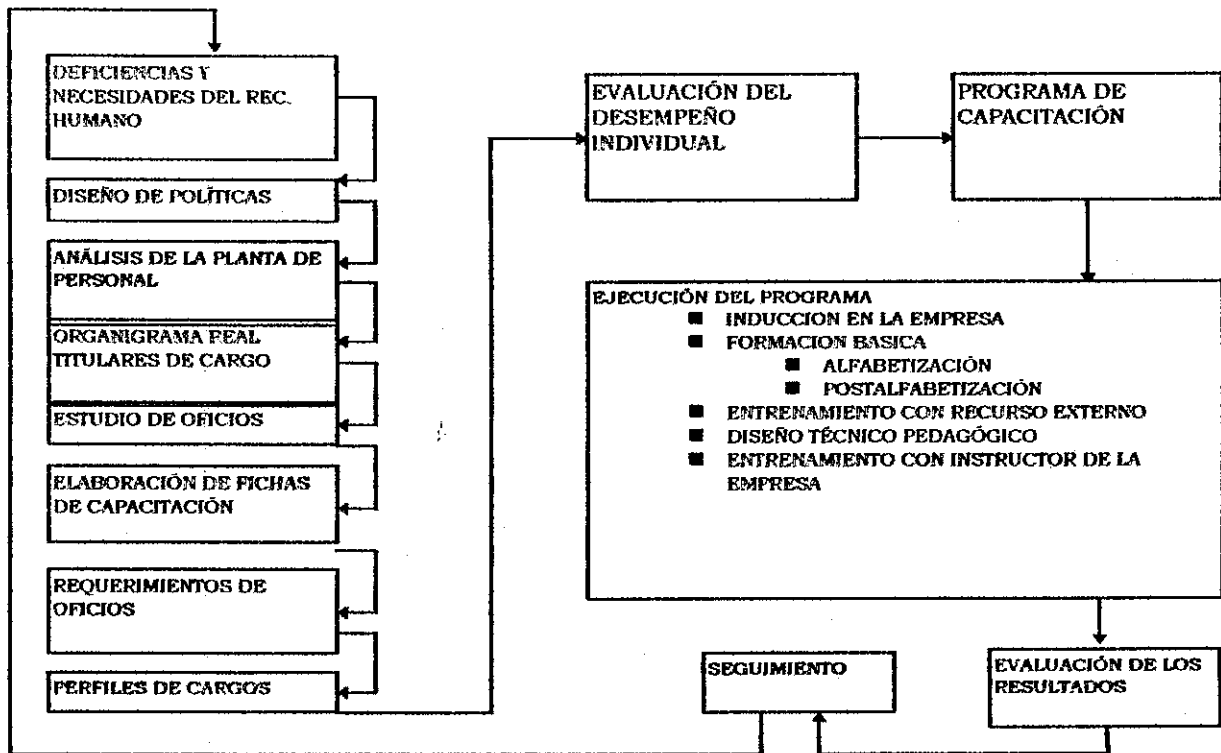 DEFICIENCIAS Y
NECESIDADES DEL REC.
HUMANO
DISEÑO DE POLÍTICAS
ANÁLISIS DE LA PLANTA DE
PERSONAL
ORGANIGRAMA REAL
TITULARES DE CARGO
ESTUDIO DE OFICIOS
ELABORACIÓN DE FICHAS
DE CAPACITACIÓN
REQUERIMIENTOS DE
OFICIOS
PERFILES DE CARGOS
EVALUACIÓN DEL
DESEMPEÑO
INDIVIDUAL
PROGRAMA DE
CAPACITACIÓN
EJECUCIÓN DEL PROGRAMA
■ INDUCCION EN LA EMPRESA
■ FORMACION BASICA
■ ALFABETIZACIÓN
■ POSTALFABETIZACIÓN
■ ENTRENAMIENTO CON RECURSO EXTERNO
■ DISEÑO TÉCNICO PEDAGÓGICO
■ ENTRENAMIENTO CON INSTRUCTOR DE LA
EMPRESA
EVALUACIÓN DE LOS
RESULTADOS
SEGUIMIENTO